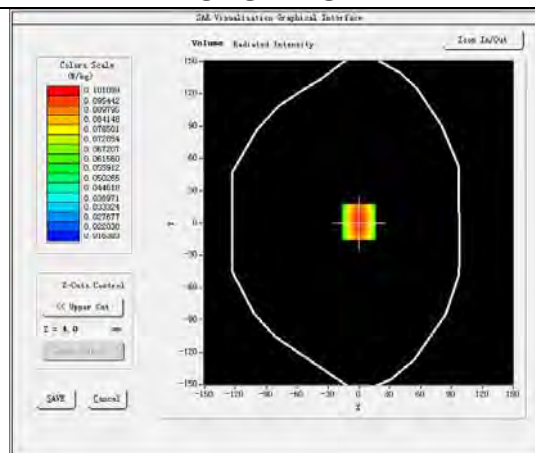 SAR Visualisation Graphical Interface
Volume Radiated Intensity
Zoom In/Out
Colors Scale
(W/kg)
0.101089
0.095442
0.089795
0.084148
0.078501
0.072854
0.067207
0.061560
0.055912
0.050265
0.044618
0.038971
0.033324
0.027677
0.022030
0.016383
150
90
60
30
0
-30
-60
-90
-120
-150
Y
-150 -120 -90 -60 -30 0 30 60 90 120 150
X
Z-Cuts Control
<< Upper Cut
Z = 4.0 mm
SAVE
Cancel